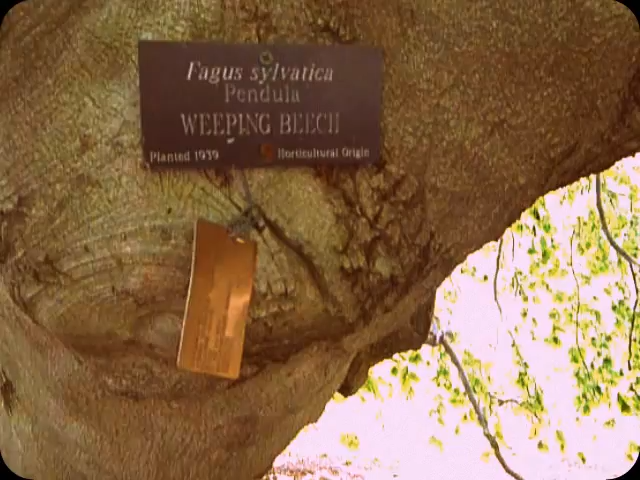 Fagus sylvatica
Pendula
WEEPING BEECH
Planted 1939 Horticultural Origin